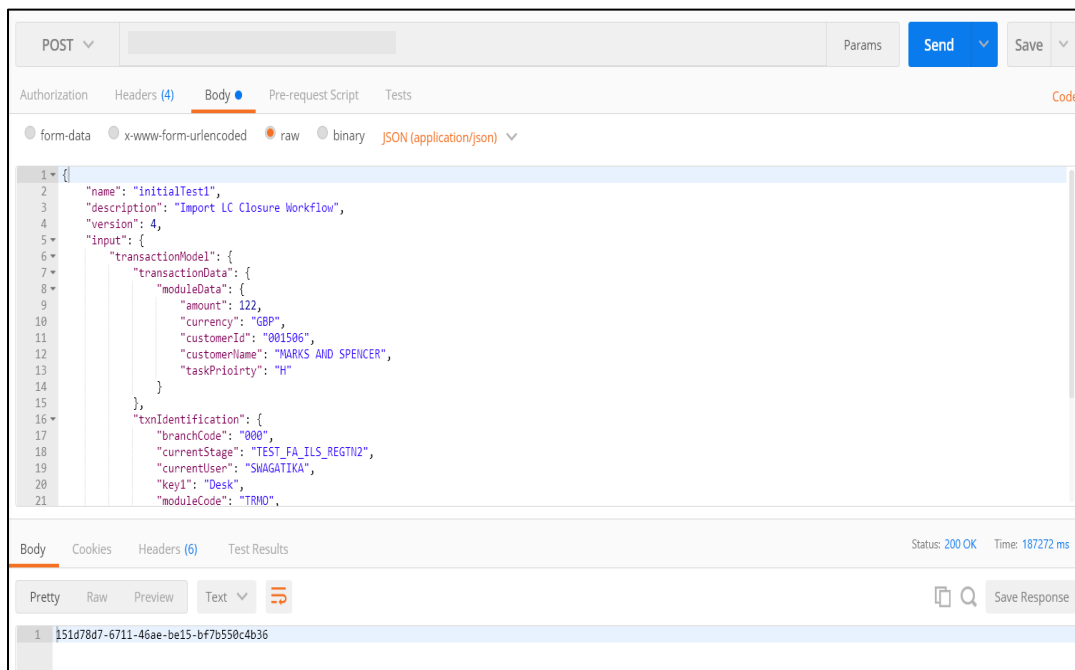 POST Params Send Save
Authorization Headers (4) Body Pre-request Script Tests Code
form-data x-www-form-urlencoded raw binary JSON (application/json)
1 {
2 "name": "initialTest1",
3 "description": "Import LC Closure Workflow",
4 "version": 4,
5 "input": {
6 "transactionModel": {
7 "transactionData": {
8 "moduleData": {
9 "amount": 122,
10 "currency": "GBP",
11 "customerId": "001506",
12 "customerName": "MARKS AND SPENCER",
13 "taskPrioirty": "H"
14 }
15 },
16 "txnIdentification": {
17 "branchCode": "000",
18 "currentStage": "TEST_FA_ILS_REGTN2",
19 "currentUser": "SWAGATIKA",
20 "key1": "Desk",
21 "moduleCode": "TRMO",
Body Cookies Headers (6) Test Results Status: 200 OK Time: 187272 ms
Pretty Raw Preview Text Save Response
1 151d78d7-6711-46ae-be15-bf7b550c4b36